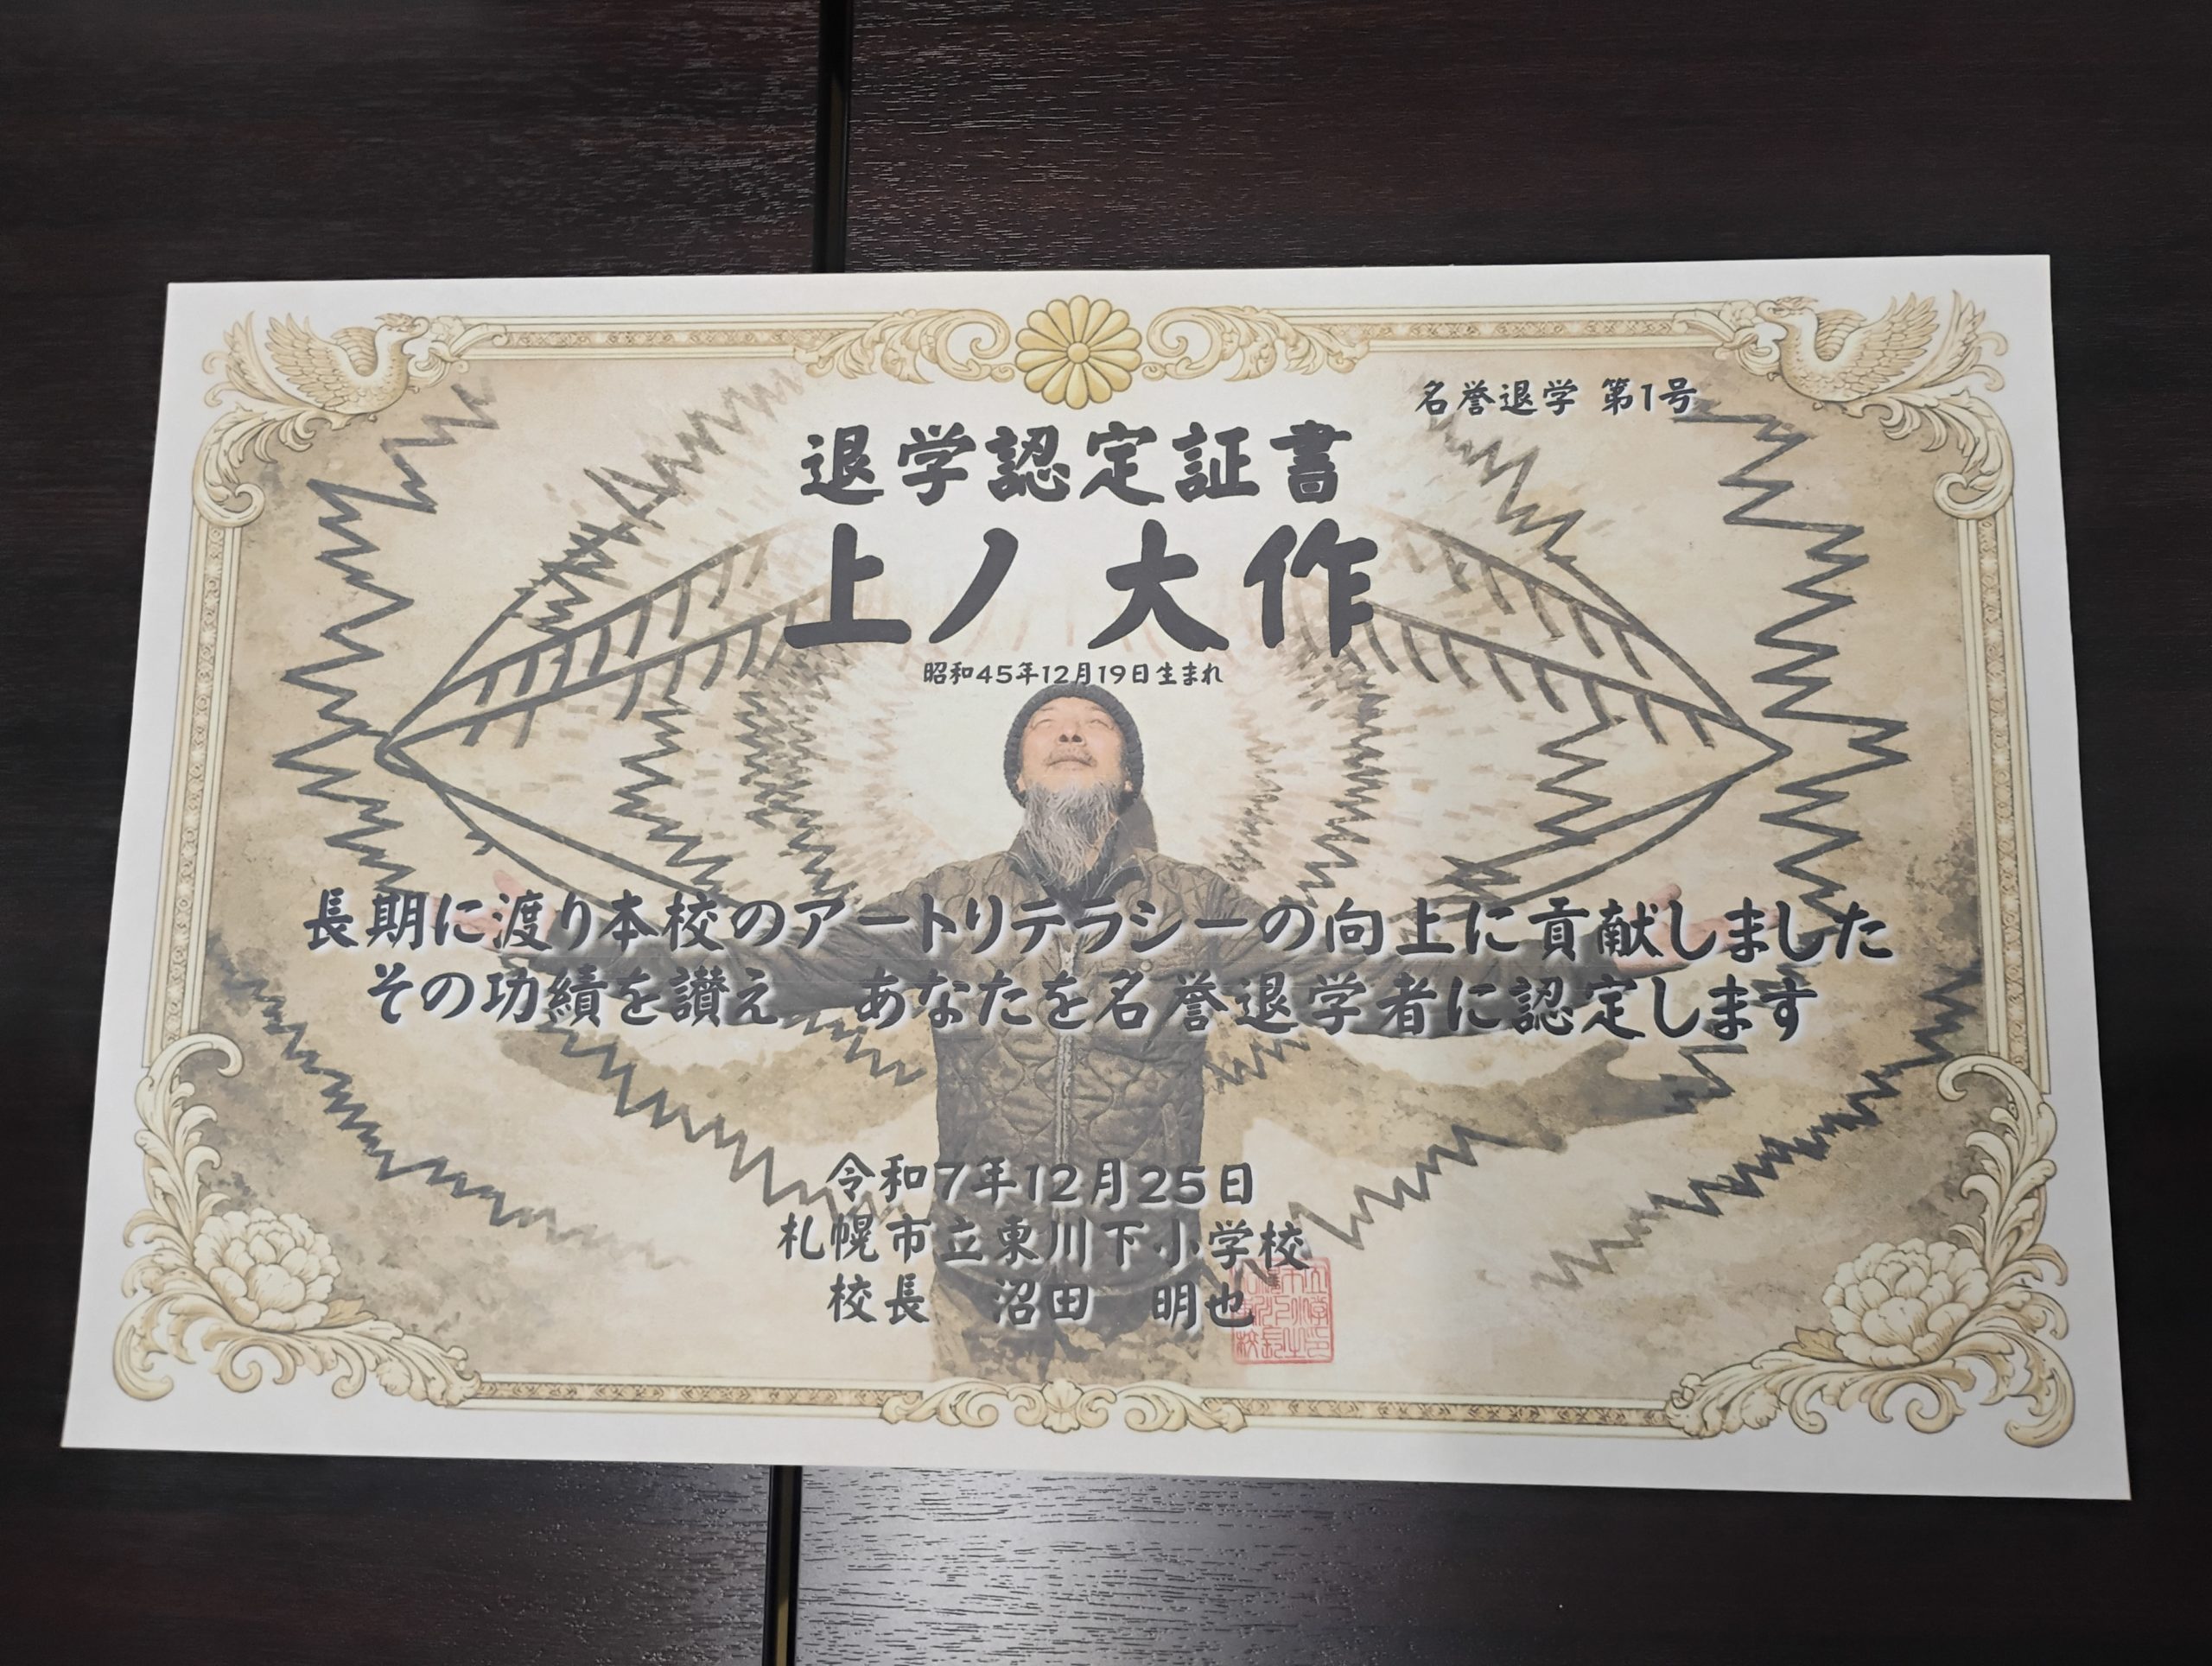 名誉退学 第1号
退学認定証書
上ノ 大作
昭和45年12月19日生まれ
長期に渡り本校のアートリテラシーの向上に貢献しました
その功績を讃え　あなたを名誉退学者に認定します
令和7年12月25日
札幌市立東川下小学校
校長　沼田　明也